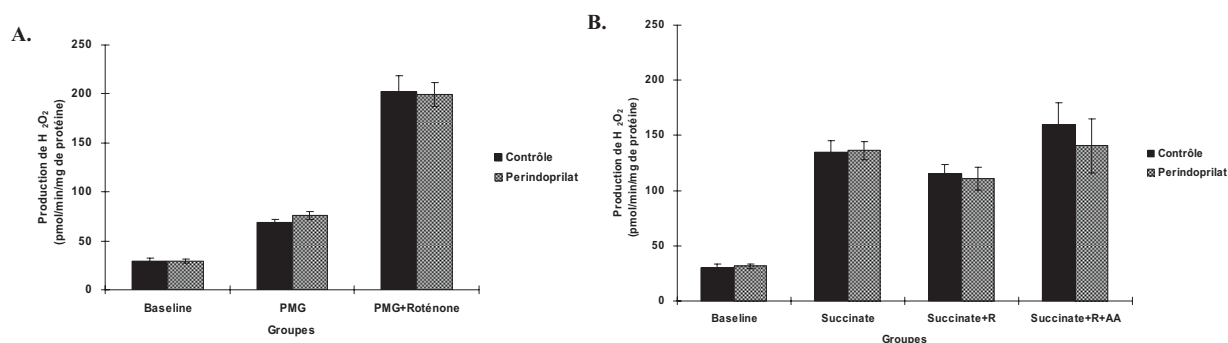 A.
Production de H ₂O₂
(pmol/min/mg de protéine)
250
200
150
100
50
0
Baseline PMG PMG+Roténone
Groupes
Contrôle
Perindoprilat
B.
Production de H ₂O₂
(pmol/min/mg de protéine)
250
200
150
100
50
0
Baseline Succinate Succinate+R Succinate+R+AA
Groupes
Contrôle
Perindoprilat